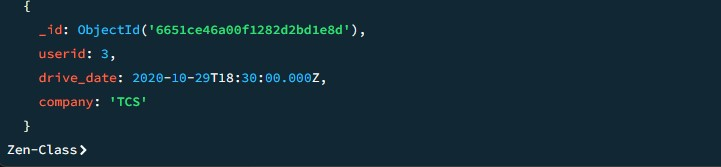 {
_id: ObjectId('6651ce46a00f1282d2bd1e8d'),
userid: 3,
drive_date: 2020-10-29T18:30:00.000Z,
company: 'TCS'
}
Zen-Class>